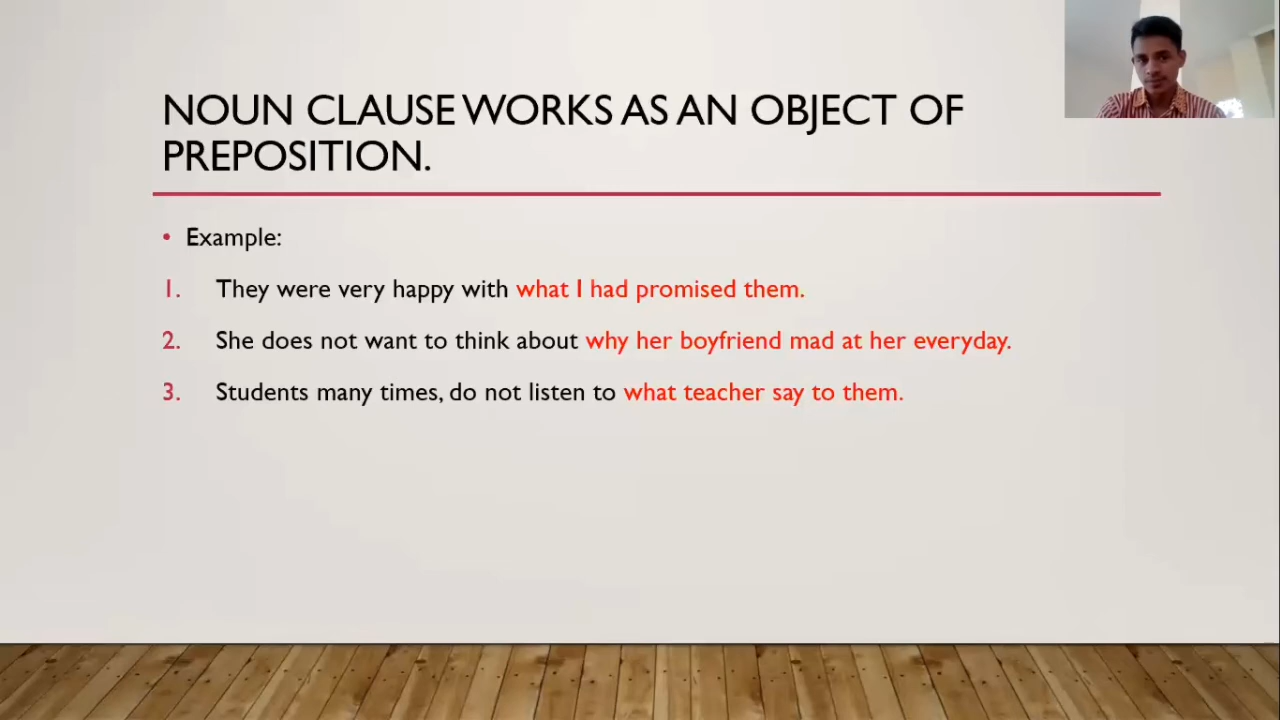 NOUN CLAUSE WORKS AS AN OBJECT OF
PREPOSITION.
• Example:
1. They were very happy with what I had promised them.
2. She does not want to think about why her boyfriend mad at her everyday.
3. Students many times, do not listen to what teacher say to them.